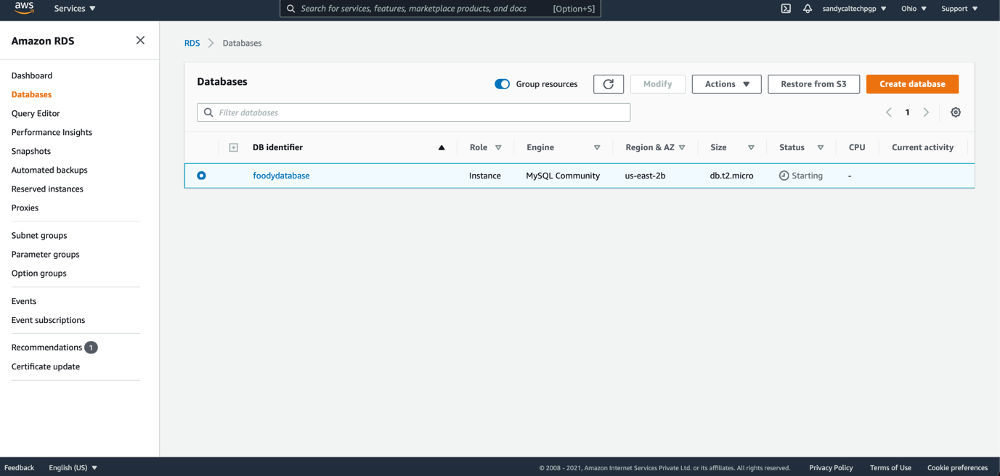 aws Services Search for services, features, marketplace products, and docs [Option+S] sandycaltechpgp Ohio Support
Amazon RDS
Dashboard
Databases
Query Editor
Performance Insights
Snapshots
Automated backups
Reserved instances
Proxies
Subnet groups
Parameter groups
Option groups
Events
Event subscriptions
Recommendations 1
Certificate update
RDS Databases
Databases Group resources Modify Actions Restore from S3 Create database
Filter databases 1
DB identifier Role Engine Region & AZ Size Status CPU Current activity
foodydatabase Instance MySQL Community us-east-2b db.t2.micro Starting -
Feedback English (US) © 2008 - 2021, Amazon Internet Services Private Ltd. or its affiliates. All rights reserved. Privacy Policy Terms of Use Cookie preferences